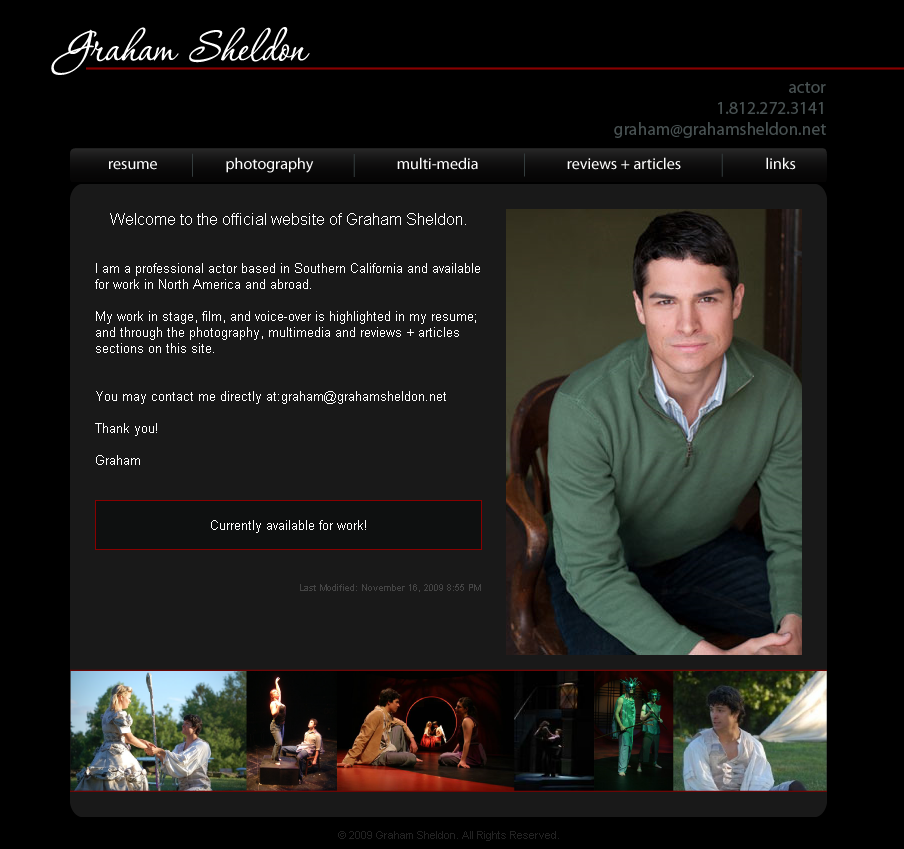 Graham Sheldon
actor
1.812.272.3141
graham@grahamsheldon.net
resume photography multi-media reviews + articles links
Welcome to the official website of Graham Sheldon.
I am a professional actor based in Southern California and available
for work in North America and abroad.
My work in stage, film, and voice-over is highlighted in my resume;
and through the photography, multimedia and reviews + articles
sections on this site.
You may contact me directly at:graham@grahamsheldon.net
Thank you!
Graham
Currently available for work!
Last Modified: November 16, 2009 8:55 PM
© 2009 Graham Sheldon. All Rights Reserved.